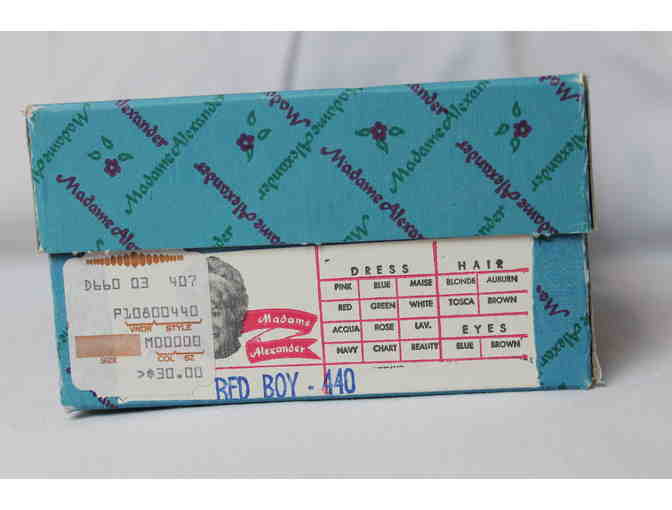 Madame Alexander
Madame Alexander
Madame Alexander
D660 03 407
P10800440
VNDR STYLE
M00000
SIZE COL SZ
>$30.00
Madame
Alexander
DRESS HAIR
PINK BLUE MAISE BLONDE AUBURN
RED GREEN WHITE TOSCA BROWN
ACQUA ROSE LAV. EYES
NAVY CHART BEAUTY BLUE BROWN
RED BOY - 440